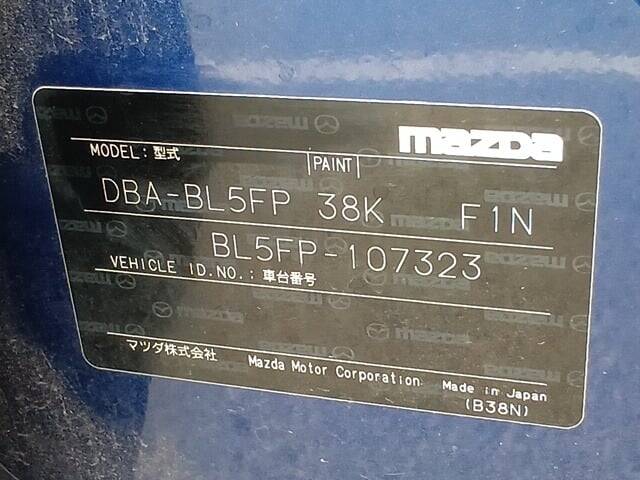 mazda
MODEL: 型式 PAINT
DBA-BL5FP 38K F1N
BL5FP-107323
VEHICLE ID.NO.: 車台番号
マツダ株式会社 Mazda Motor Corporation Made in Japan
(B38N)